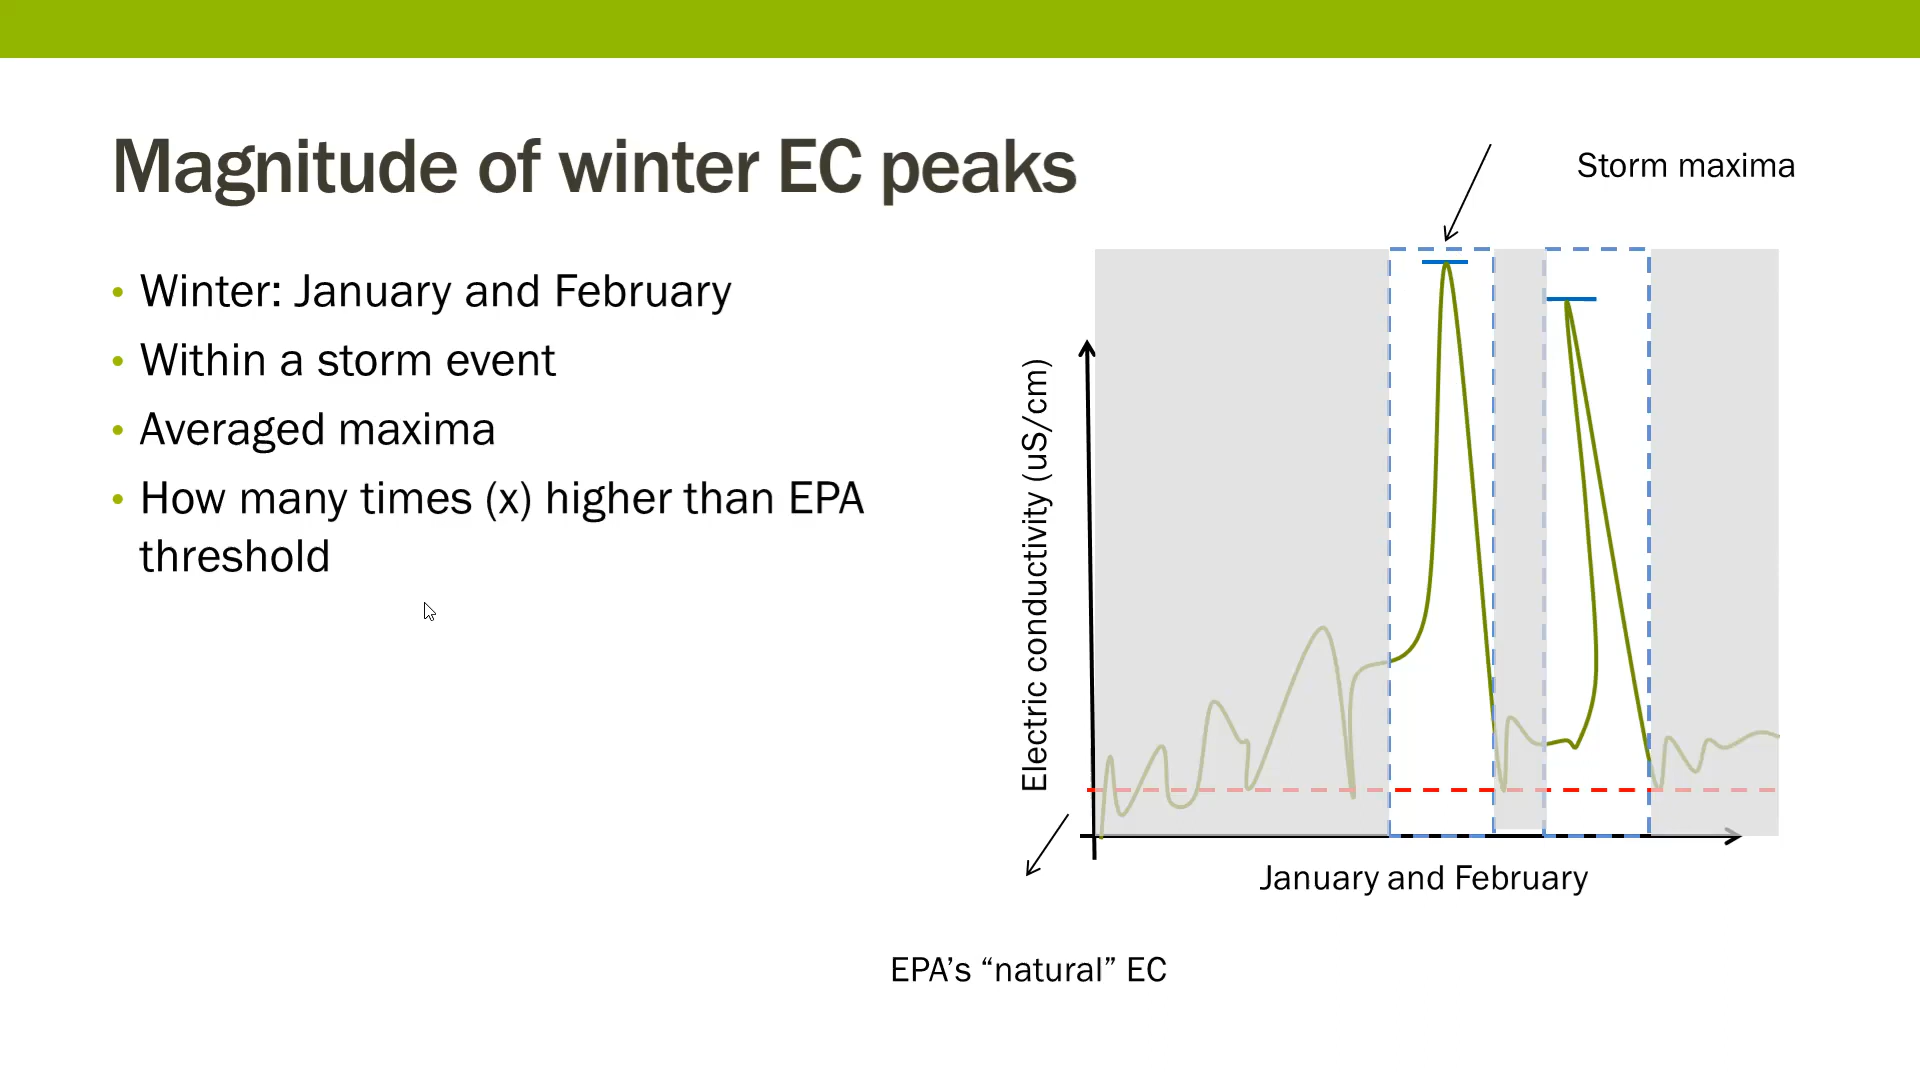 Magnitude of winter EC peaks
• Winter: January and February
• Within a storm event
• Averaged maxima
• How many times (x) higher than EPA
threshold
Storm maxima
Electric conductivity (uS/cm)
January and February
EPA’s “natural” EC